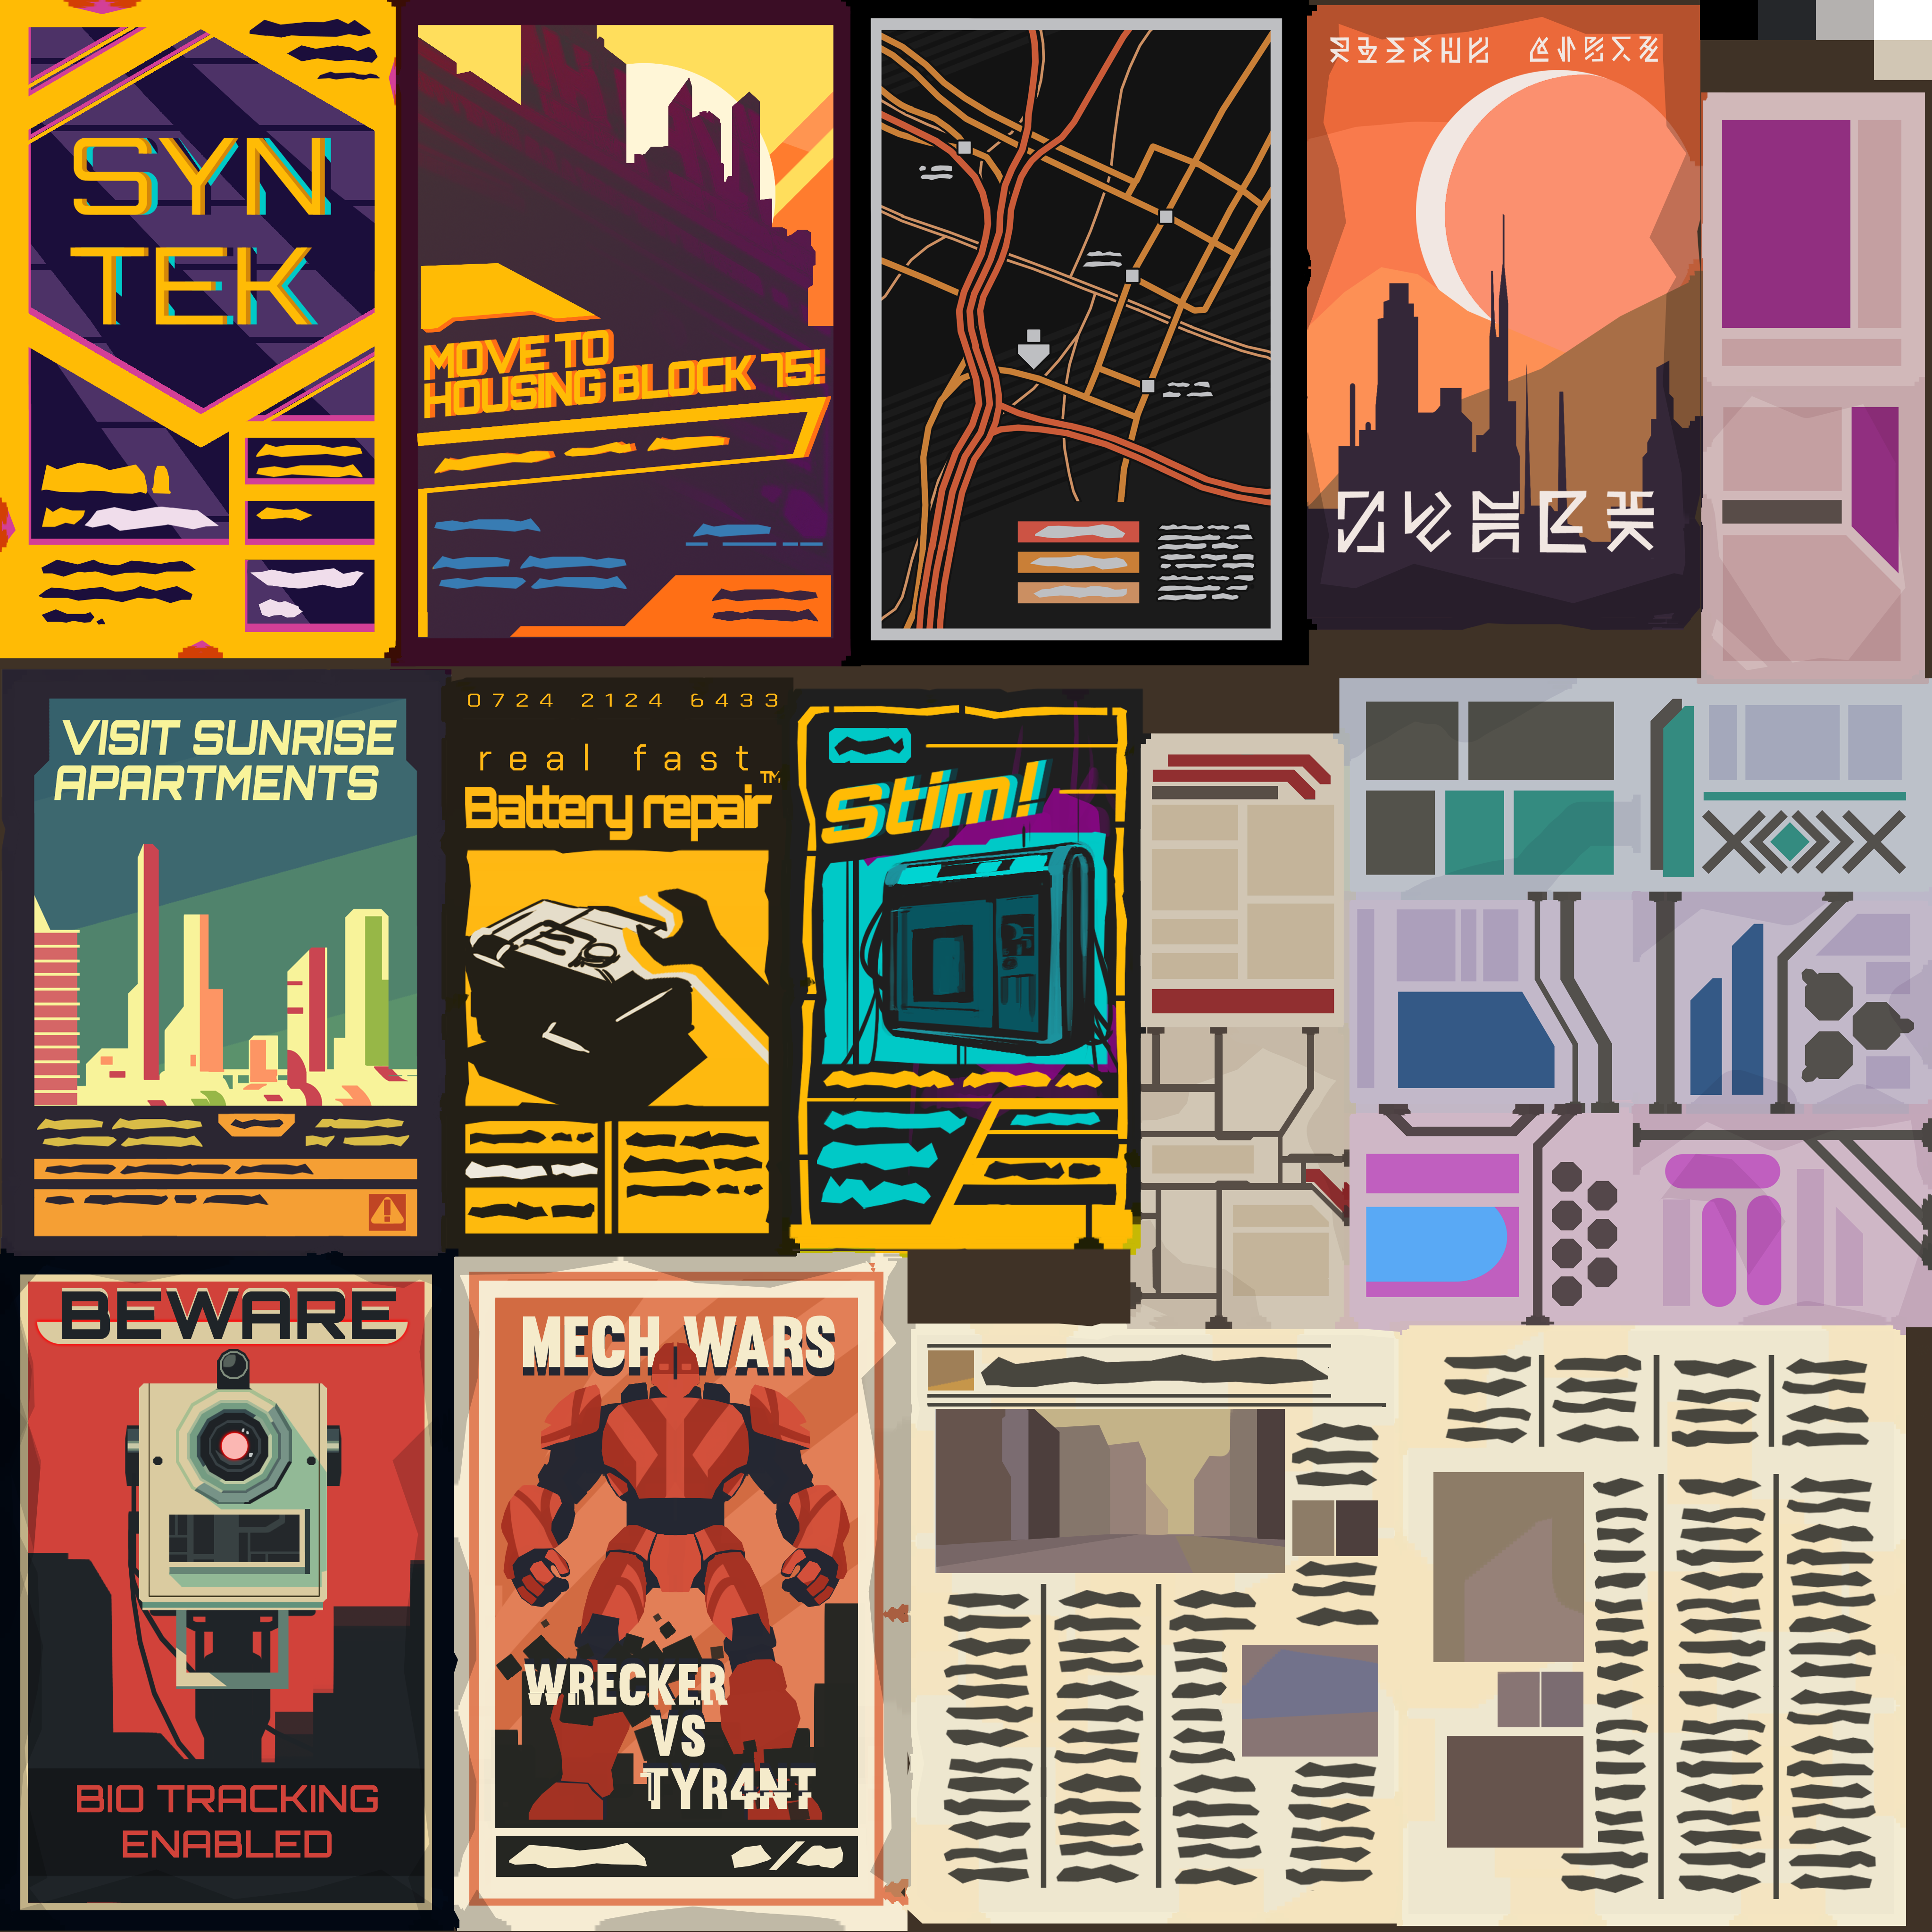 SYN
TEK
MOVE TO
HOUSING BLOCK 75!
VISIT SUNRISE
APARTMENTS
0724 2124 6433
real fast
TM
Battery repair
Stim!
BEWARE
BIO TRACKING
ENABLED
MECH WARS
WRECKER
VS
TYR4NT